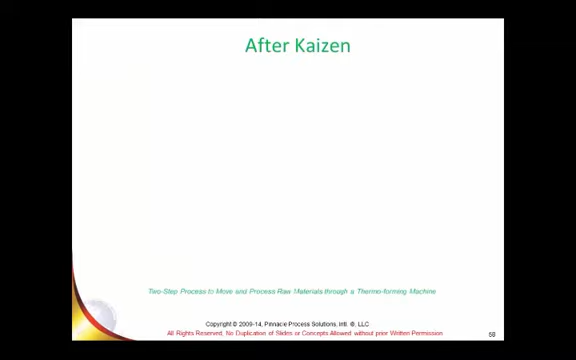 After Kaizen
Two-Step Process to Move and Process Raw Materials through a Thermo-forming Machine
Copyright © 2009-14, Pinnacle Process Solutions, Intl. ®, LLC
All Rights Reserved, No Duplication of Slides or Concepts Allowed without prior Written Permission
68